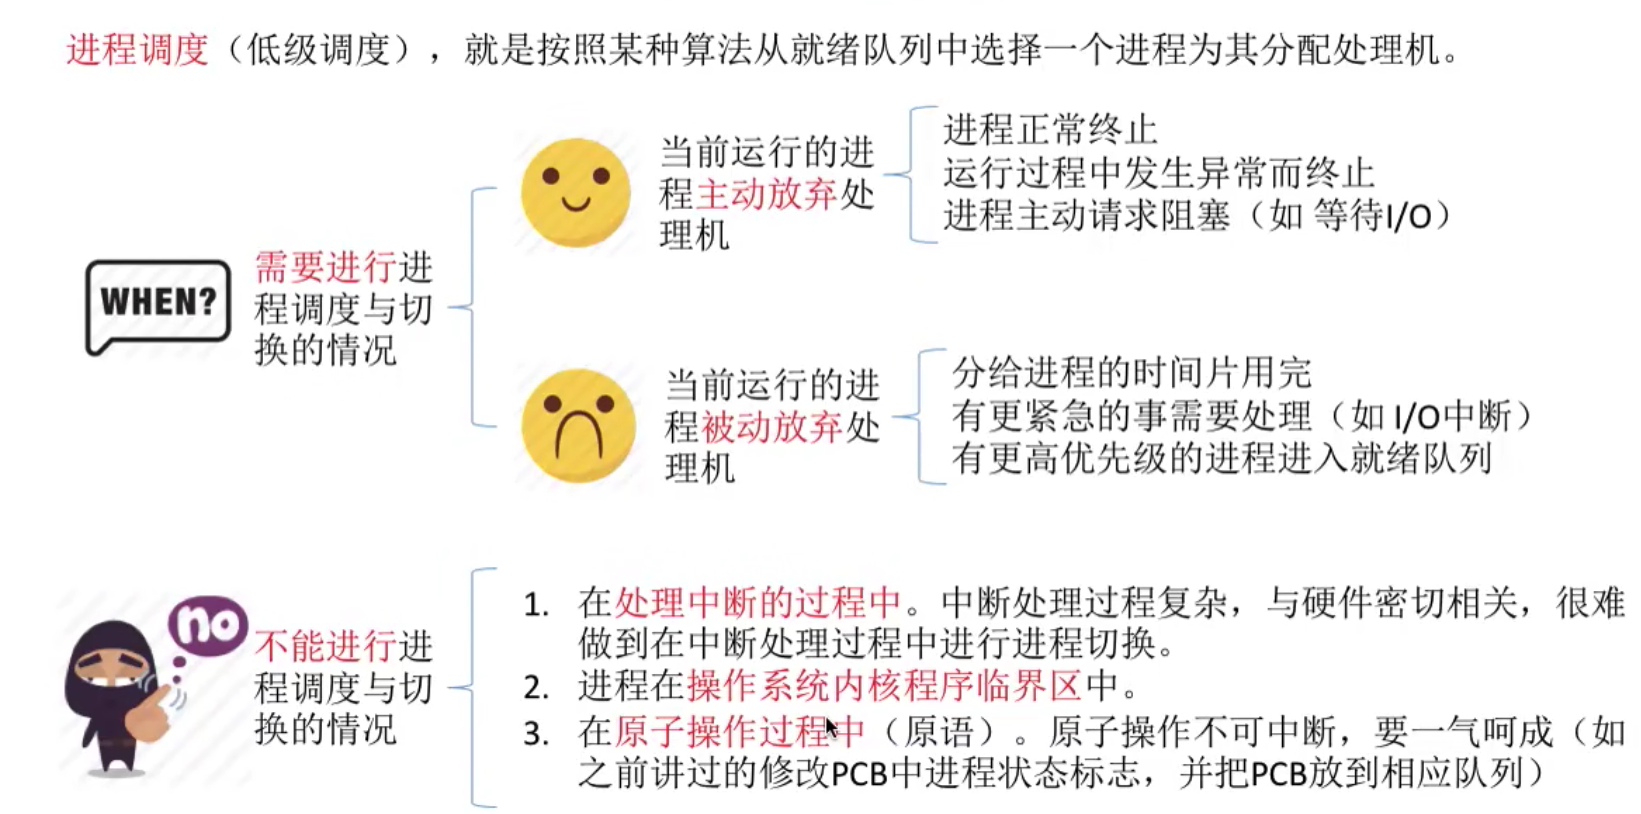 进程调度（低级调度），就是按照某种算法从就绪队列中选择一个进程为其分配处理机。
WHEN?
需要进行进
程调度与切
换的情况
当前运行的进
程主动放弃处
理机
进程正常终止
运行过程中发生异常而终止
进程主动请求阻塞（如 等待I/O）
当前运行的进
程被动放弃处
理机
分给进程的时间片用完
有更紧急的事需要处理（如 I/O中断）
有更高优先级的进程进入就绪队列
no
不能进行进
程调度与切
换的情况
1. 在处理中断的过程中。中断处理过程复杂，与硬件密切相关，很难
做到在中断处理过程中进行进程切换。
2. 进程在操作系统内核程序临界区中。
3. 在原子操作过程中（原语）。原子操作不可中断，要一气呵成（如
之前讲过的修改PCB中进程状态标志，并把PCB放到相应队列）